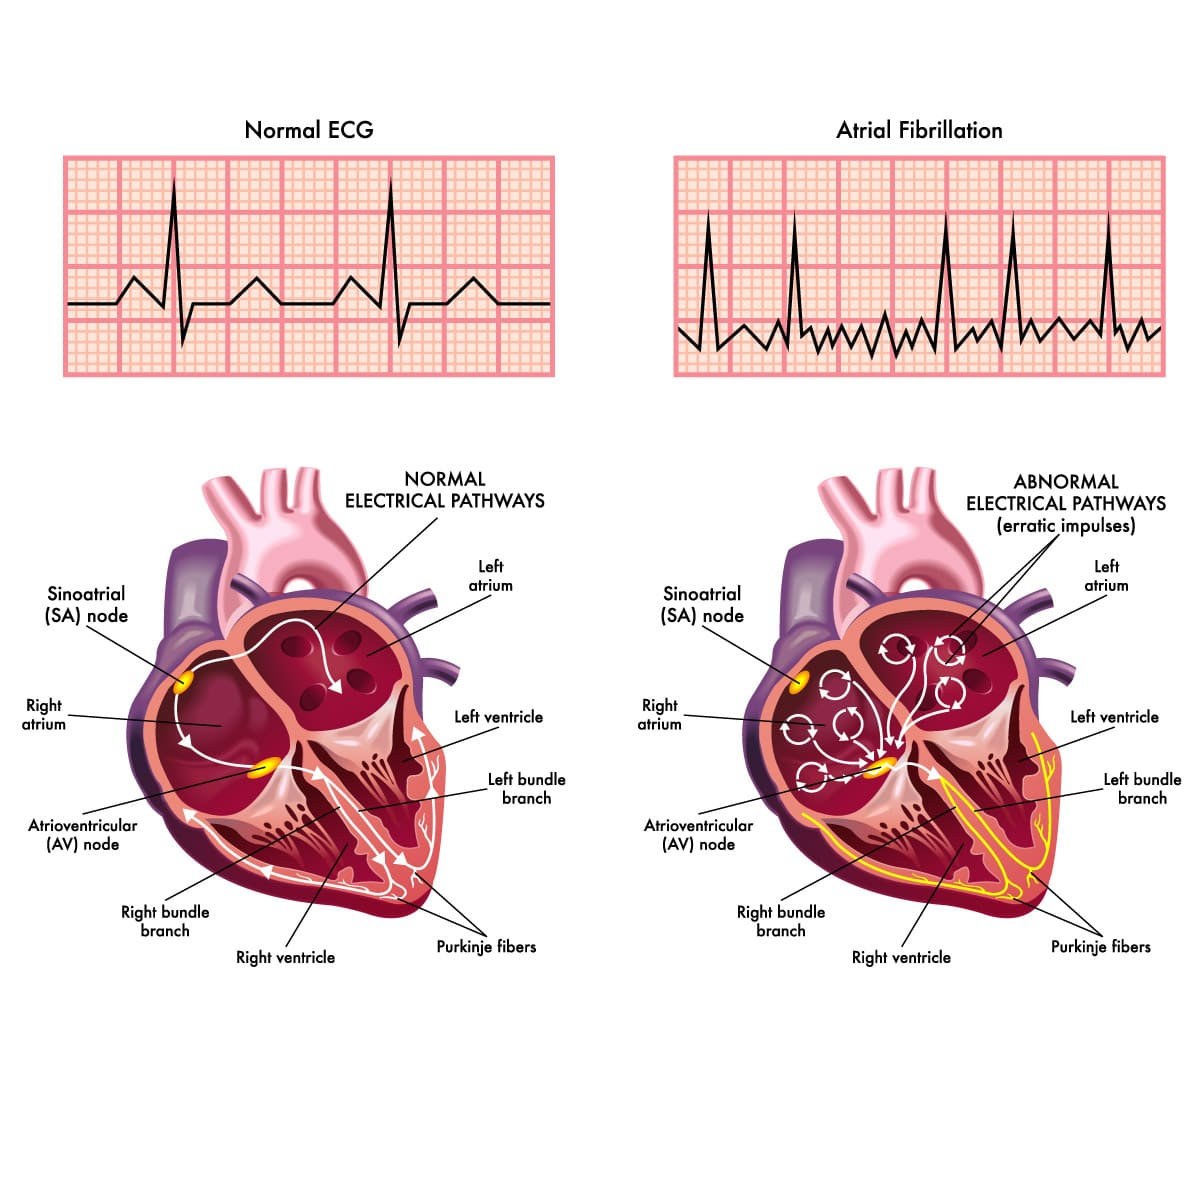 Normal ECG
Atrial Fibrillation
NORMAL
ELECTRICAL PATHWAYS
Left
atrium
Sinoatrial
(SA) node
Right
atrium
Left ventricle
Left bundle
branch
Atrioventricular
(AV) node
Right bundle
branch
Purkinje fibers
Right ventricle
ABNORMAL
ELECTRICAL PATHWAYS
(erratic impulses)
Left
atrium
Sinoatrial
(SA) node
Right
atrium
Left ventricle
Left bundle
branch
Atrioventricular
(AV) node
Right bundle
branch
Purkinje fibers
Right ventricle